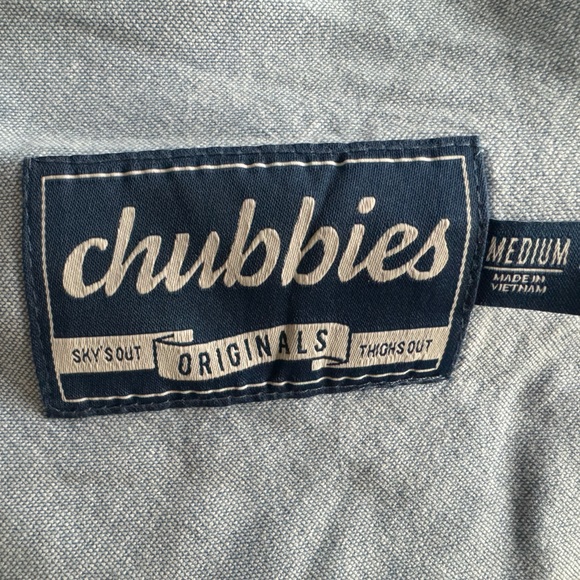 chubbies
SKY'S OUT ORIGINALS THIGHS OUT
MEDIUM
MADE IN
VIETNAM